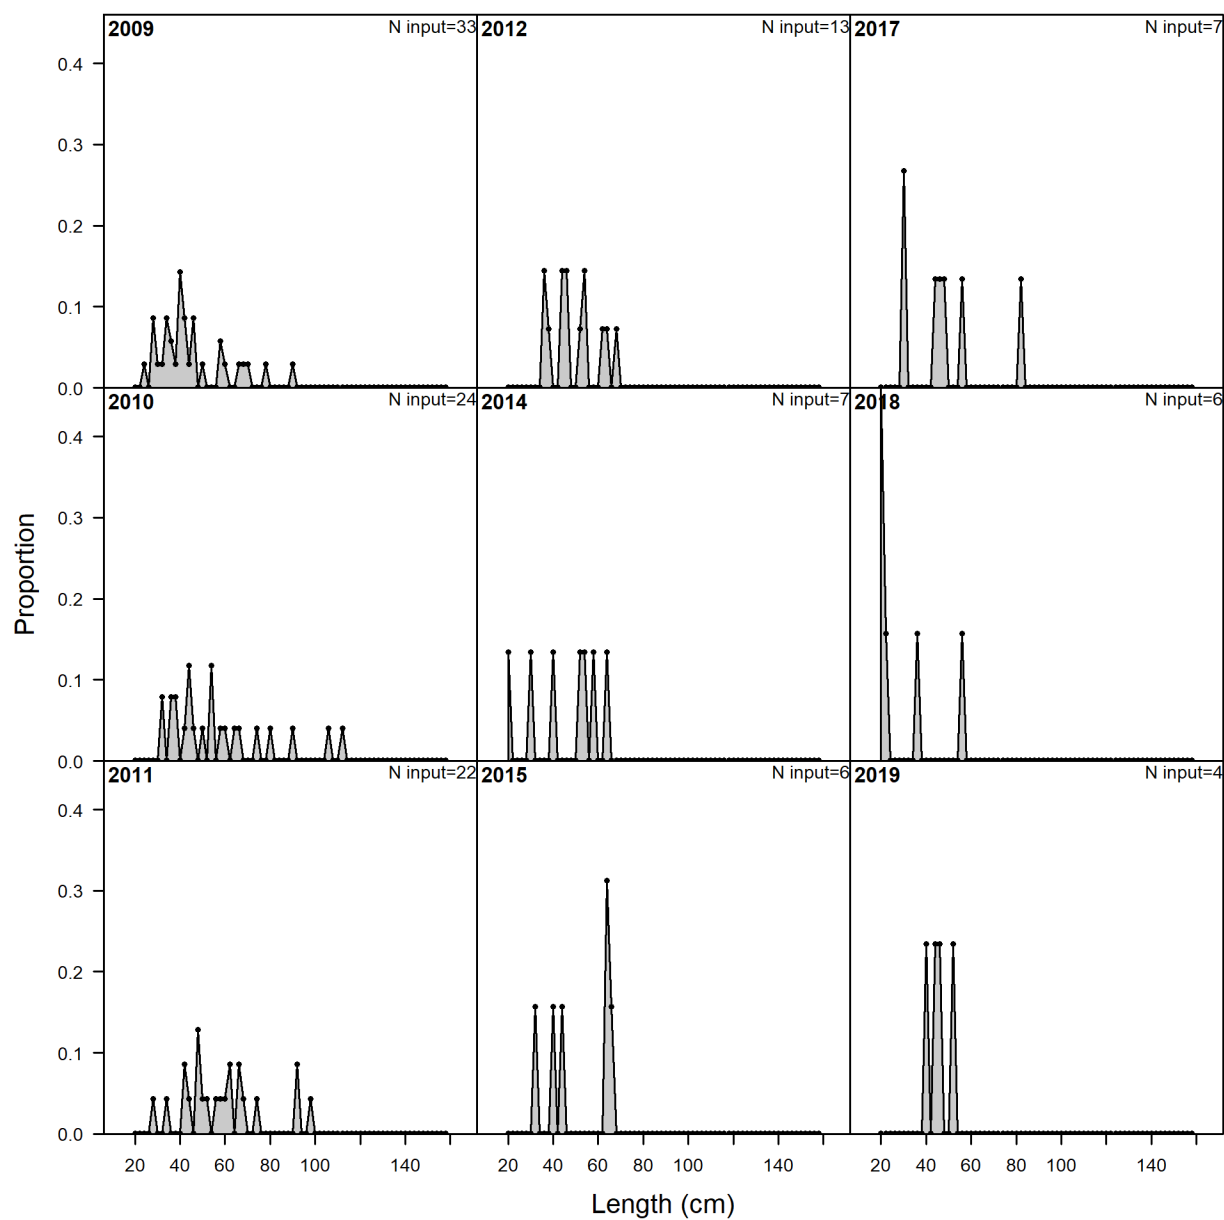 2009 N input=33 2012 N input=13 2017 N input=7
0.4
0.3
0.2
0.1
0.0
2010 N input=24 2014 N input=7 2018 N input=6
0.4
0.3
0.2
0.1
0.0
2011 N input=22 2015 N input=6 2019 N input=4
0.4
0.3
0.2
0.1
0.0
20 40 60 80 100 140 20 40 60 80 100 140 20 40 60 80 100 140
Proportion
Length (cm)